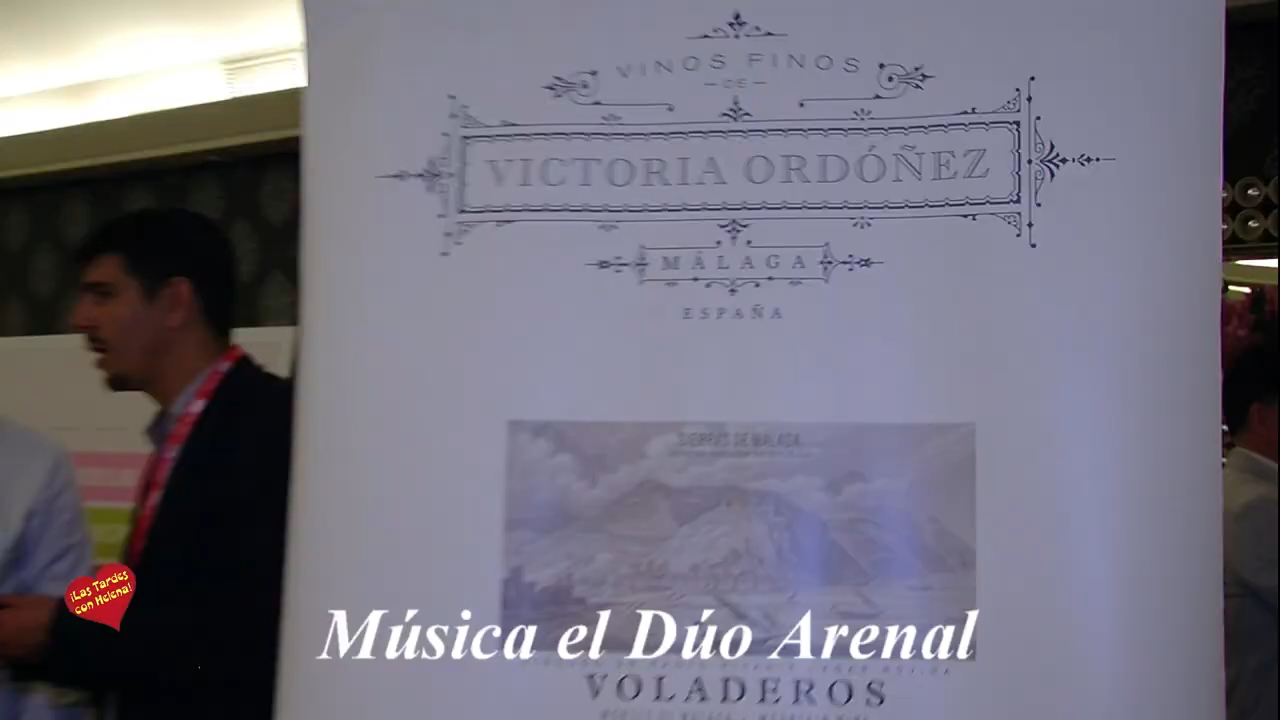 VINOS FINOS
DE
VICTORIA ORDÓÑEZ
MÁLAGA
ESPAÑA
SIERRAS DE MÁLAGA
¡Las Tardes
con Helena!
Música el Dúo Arenal
VOLADEROS